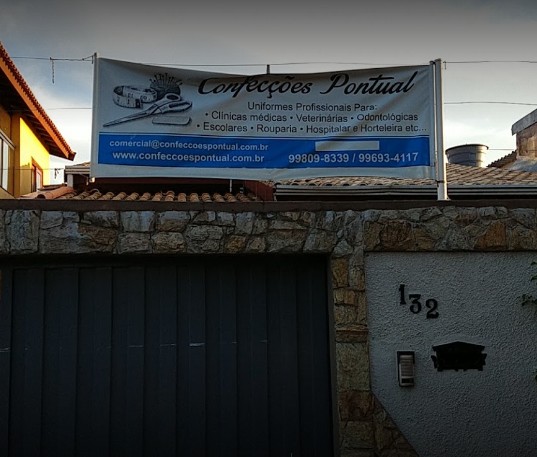 Confecções Pontual
Uniformes Profissionais Para:
• Clínicas médicas • Veterinárias • Odontológicas
• Escolares • Rouparia • Hospitalar e Horteleira etc...
comercial@confeccoespontual.com.br
www.confeccoespontual.com.br 99809-8339 / 99693-4117
132